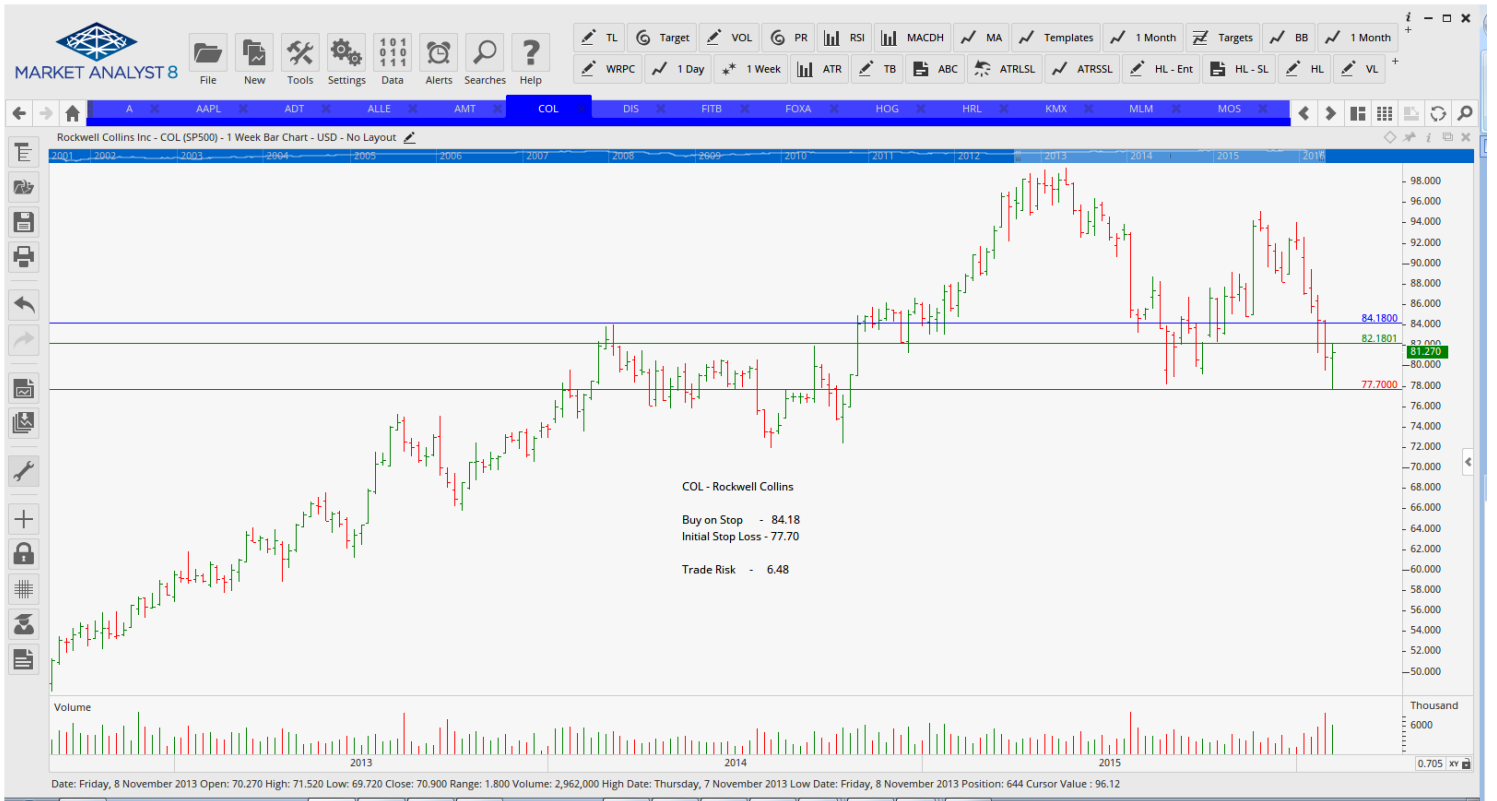 MARKET ANALYST 8
File New Tools Settings Data Alerts Searches Help
TL Target VOL PR RSI MACDH MA Templates 1 Month Targets BB 1 Month
WRPC 1 Day 1 Week ATR TB ABC ATRLSL ATRSSL HL - Ent HL - SL HL VL
A AAPL ADT ALLE AMT COL DIS FITB FOXA HOG HRL KMX MLM MOS
Rockwell Collins Inc - COL (SP500) - 1 Week Bar Chart - USD - No Layout
2001 2002 2003 2004 2005 2006 2007 2008 2009 2010 2011 2012 2013 2014 2015 2016
98.000
96.000
94.000
92.000
90.000
88.000
86.000
84.1800
84.000
82.1801
82.000
81.270
80.000
77.7000
78.000
76.000
74.000
72.000
70.000
68.000
66.000
64.000
62.000
60.000
58.000
56.000
54.000
52.000
50.000
COL - Rockwell Collins
Buy on Stop - 84.18
Initial Stop Loss - 77.70
Trade Risk - 6.48
Volume
Thousand
6000
2013 2014 2015
0.705 XY
Date: Friday, 8 November 2013 Open: 70.270 High: 71.520 Low: 69.720 Close: 70.900 Range: 1.800 Volume: 2,962,000 High Date: Thursday, 7 November 2013 Low Date: Friday, 8 November 2013 Position: 644 Cursor Value : 96.12